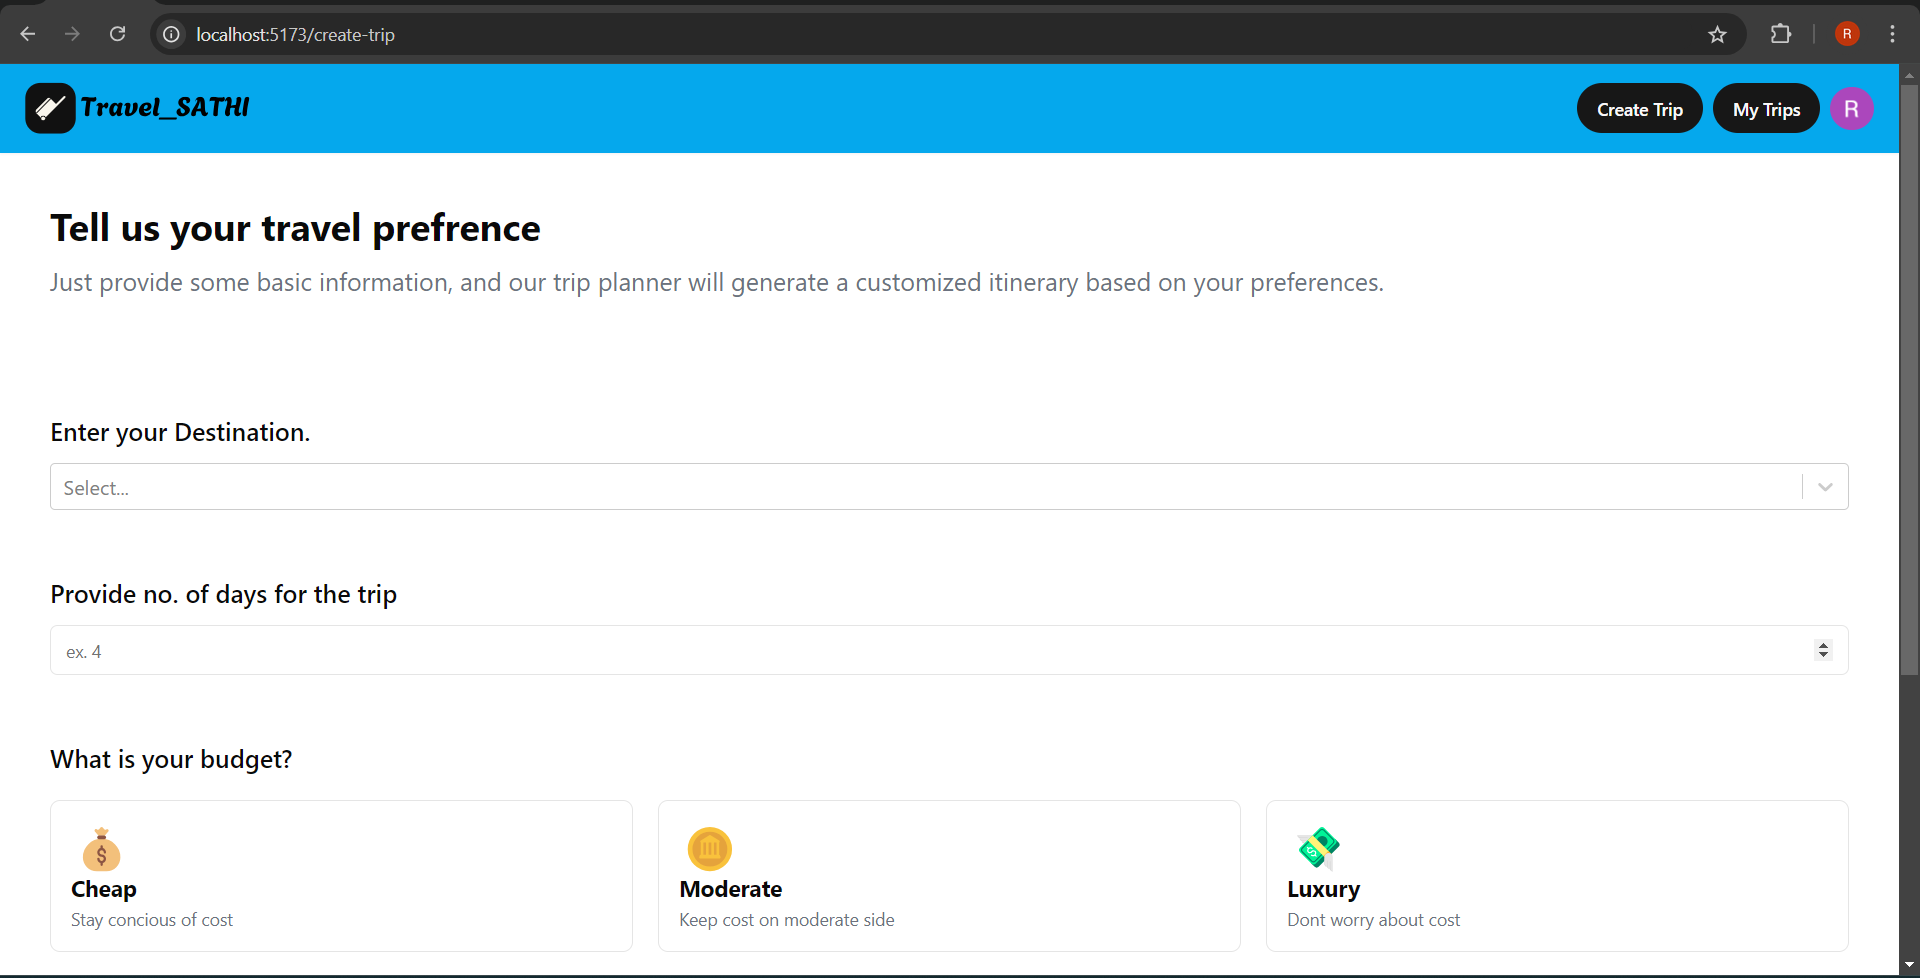 localhost:5173/create-trip
R
Travel_SATHI
Create Trip
My Trips
R
Tell us your travel prefrence
Just provide some basic information, and our trip planner will generate a customized itinerary based on your preferences.
Enter your Destination.
Select...
Provide no. of days for the trip
ex. 4
What is your budget?
Cheap
Stay concious of cost
Moderate
Keep cost on moderate side
Luxury
Dont worry about cost